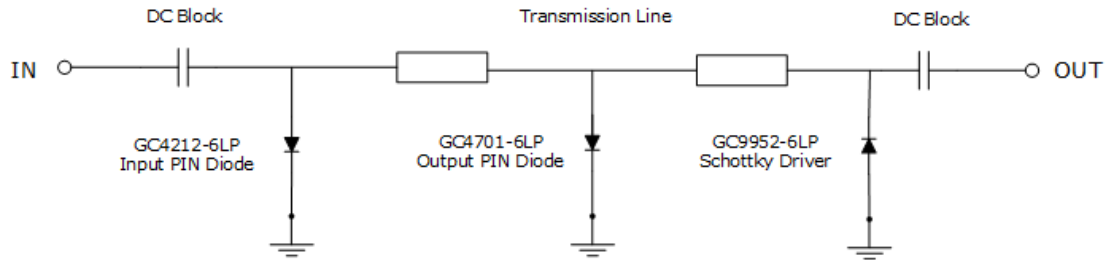 DC Block
Transmission Line
DC Block
IN
OUT
GC4212-6LP
Input PIN Diode
GC4701-6LP
Output PIN Diode
GC9952-6LP
Schottky Driver